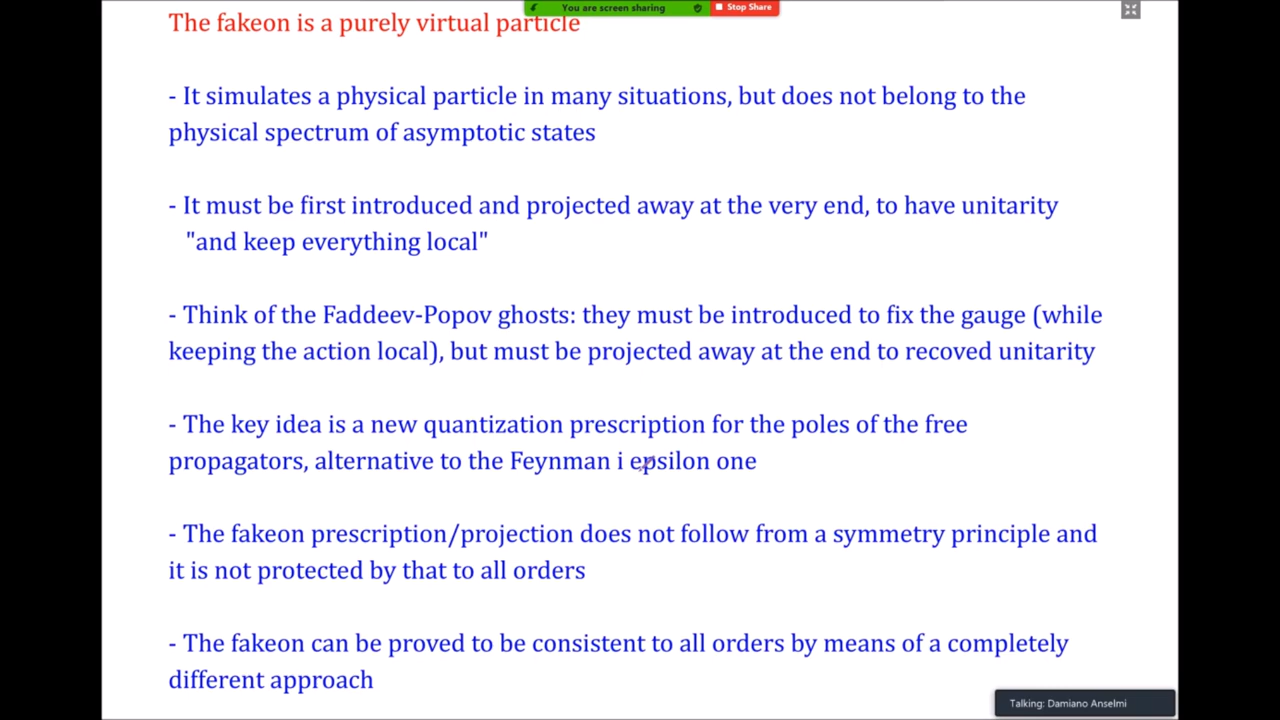 You are screen sharing
Stop Share
The fakeon is a purely virtual particle
- It simulates a physical particle in many situations, but does not belong to the
physical spectrum of asymptotic states
- It must be first introduced and projected away at the very end, to have unitarity
"and keep everything local"
- Think of the Faddeev-Popov ghosts: they must be introduced to fix the gauge (while
keeping the action local), but must be projected away at the end to recoved unitarity
- The key idea is a new quantization prescription for the poles of the free
propagators, alternative to the Feynman i epsilon one
- The fakeon prescription/projection does not follow from a symmetry principle and
it is not protected by that to all orders
- The fakeon can be proved to be consistent to all orders by means of a completely
different approach
Talking: Damiano Anselmi